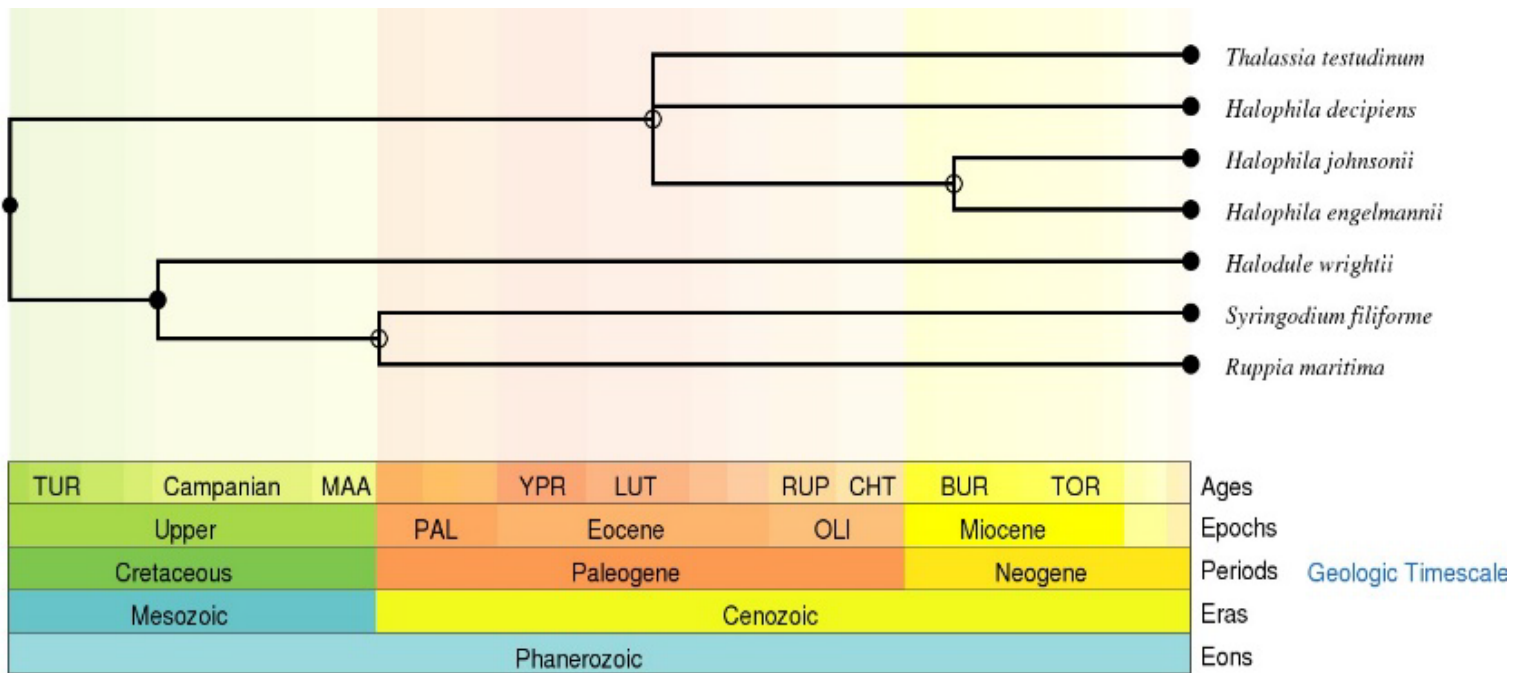 Thalassia testudinum
Halophila decipiens
Halophila johnsonii
Halophila engelmannii
Halodule wrightii
Syringodium filiforme
Ruppia maritima
TUR Campanian MAA YPR LUT RUP CHT BUR TOR Ages
Upper PAL Eocene OLI Miocene Epochs
Cretaceous Paleogene Neogene Periods Geologic Timescale
Mesozoic Cenozoic Eras
Phanerozoic Eons